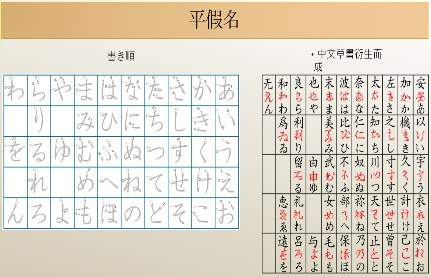 平假名
書き順
あいうえお
かきくけこ
さしすせそ
たちつてと
なにぬねの
はひふへほ
まみむめも
やゆよ
らりるれろ
わをん
・中文草書衍生而
成
安あ 以い 宇う 衣え 於お
加か 機き 久く 計け 己こ
左さ 之し 寸す 世せ 曽そ
太た 知ち 川つ 天て 止と
奈な 仁に 奴ぬ 祢ね 乃の
波は 比ひ 不ふ 部へ 保ほ
末ま 美み 武む 女め 毛も
也や 由ゆ 与よ
良ら 利り 留る 礼れ 呂ろ
和わ 為ゐ 恵ゑ 遠を
无ん